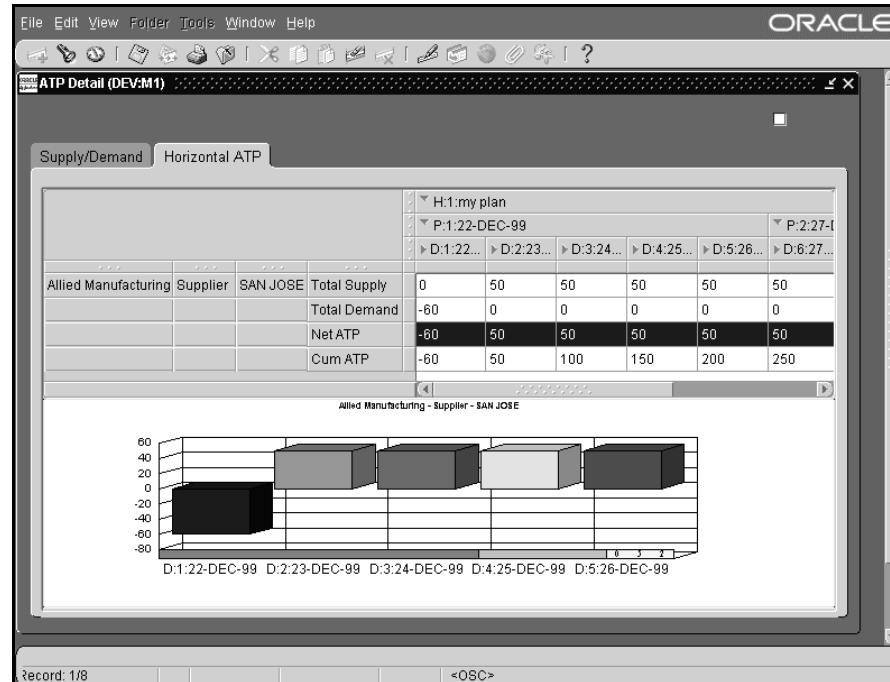 File Edit View Folder Tools Window Help
ORACLE
ATP Detail (DEV:M1)
Supply/Demand Horizontal ATP
H:1:my plan
P:1:22-DEC-99 P:2:27-D
D:1:22... D:2:23... D:3:24... D:4:25... D:5:26... D:6:27...
Allied Manufacturing Supplier SAN JOSE Total Supply 0 50 50 50 50 50
Total Demand -60 0 0 0 0 0
Net ATP -60 50 50 50 50 50
Cum ATP -60 50 100 150 200 250
Allied Manufacturing - Supplier - SAN JOSE
60
40
20
0
-20
-40
-60
-80
D:1:22-DEC-99 D:2:23-DEC-99 D:3:24-DEC-99 D:4:25-DEC-99 D:5:26-DEC-99
Record: 1/8 <OSC>